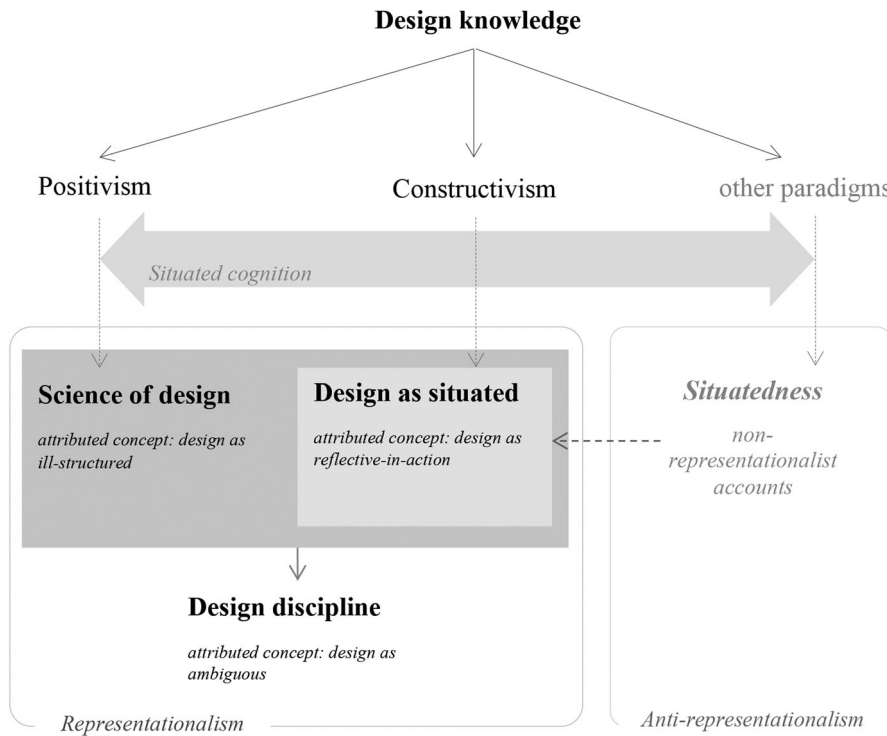 Design knowledge
Positivism
Constructivism
other paradigms
Situated cognition
Science of design
attributed concept: design as
ill-structured
Design as situated
attributed concept: design as
reflective-in-action
Situatedness
non-
representationalist
accounts
Design discipline
attributed concept: design as
ambiguous
Representationalism
Anti-representationalism